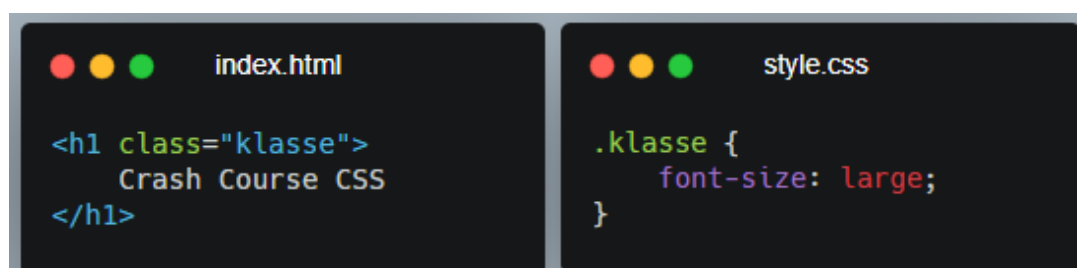 index.html
<h1 class="klasse">
    Crash Course CSS
</h1>
style.css
.klasse {
    font-size: large;
}